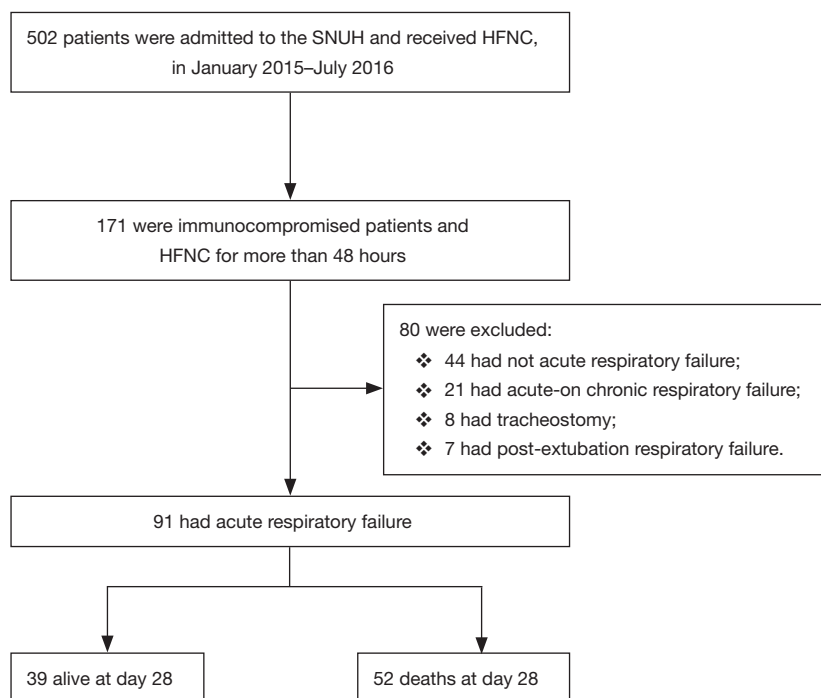 502 patients were admitted to the SNUH and received HFNC,
in January 2015–July 2016
171 were immunocompromised patients and
HFNC for more than 48 hours
80 were excluded:
❖ 44 had not acute respiratory failure;
❖ 21 had acute-on chronic respiratory failure;
❖ 8 had tracheostomy;
❖ 7 had post-extubation respiratory failure.
91 had acute respiratory failure
39 alive at day 28
52 deaths at day 28